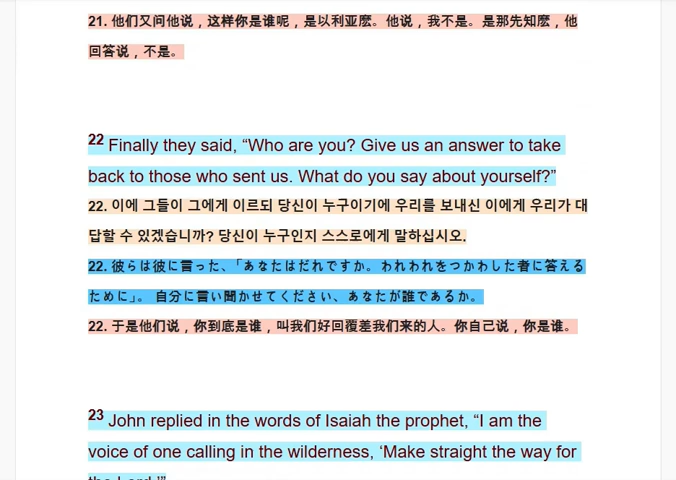 21. 他们又问他说，这样你是谁呢，是以利亚麽。他说，我不是。是那先知麽，他
回答说，不是。
22 Finally they said, “Who are you? Give us an answer to take
back to those who sent us. What do you say about yourself?”
22. 이에 그들이 그에게 이르되 당신이 누구이기에 우리를 보내신 이에게 우리가 대
답할 수 있겠습니까? 당신이 누구인지 스스로에게 말하십시오.
22. 彼らは彼に言った、「あなたはだれですか。われわれをつかわした者に答える
ために」。 自分に言い聞かせてください、あなたが誰であるか。
22. 于是他们说，你到底是谁，叫我们好回覆差我们来的人。你自己说，你是谁。
23 John replied in the words of Isaiah the prophet, “I am the
voice of one calling in the wilderness, ‘Make straight the way for
the Lord.’”